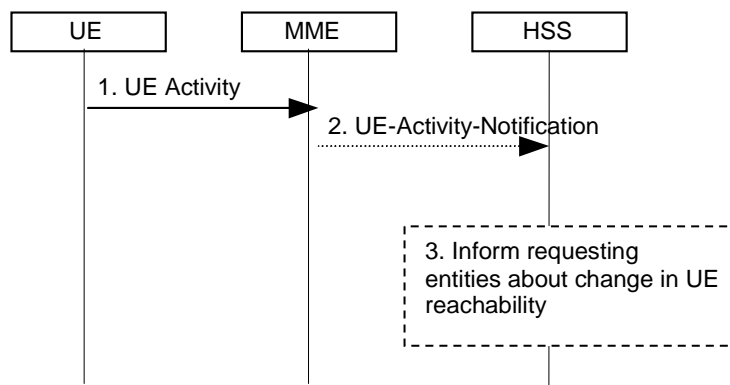 UE
MME
HSS
1. UE Activity
2. UE-Activity-Notification
3. Inform requesting
entities about change in UE
reachability